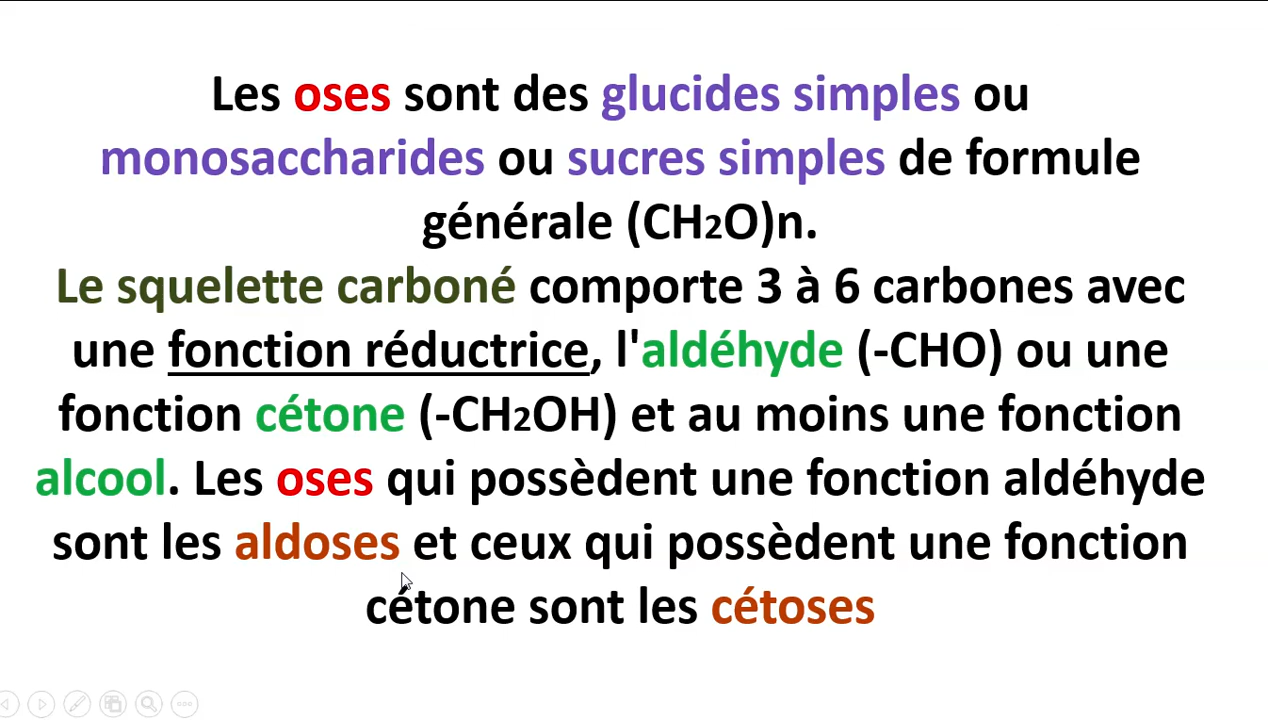 Les oses sont des glucides simples ou
monosaccharides ou sucres simples de formule
générale (CH2O)n.
Le squelette carboné comporte 3 à 6 carbones avec
une fonction réductrice, l'aldéhyde (-CHO) ou une
fonction cétone (-CH2OH) et au moins une fonction
alcool. Les oses qui possèdent une fonction aldéhyde
sont les aldoses et ceux qui possèdent une fonction
cétone sont les cétoses